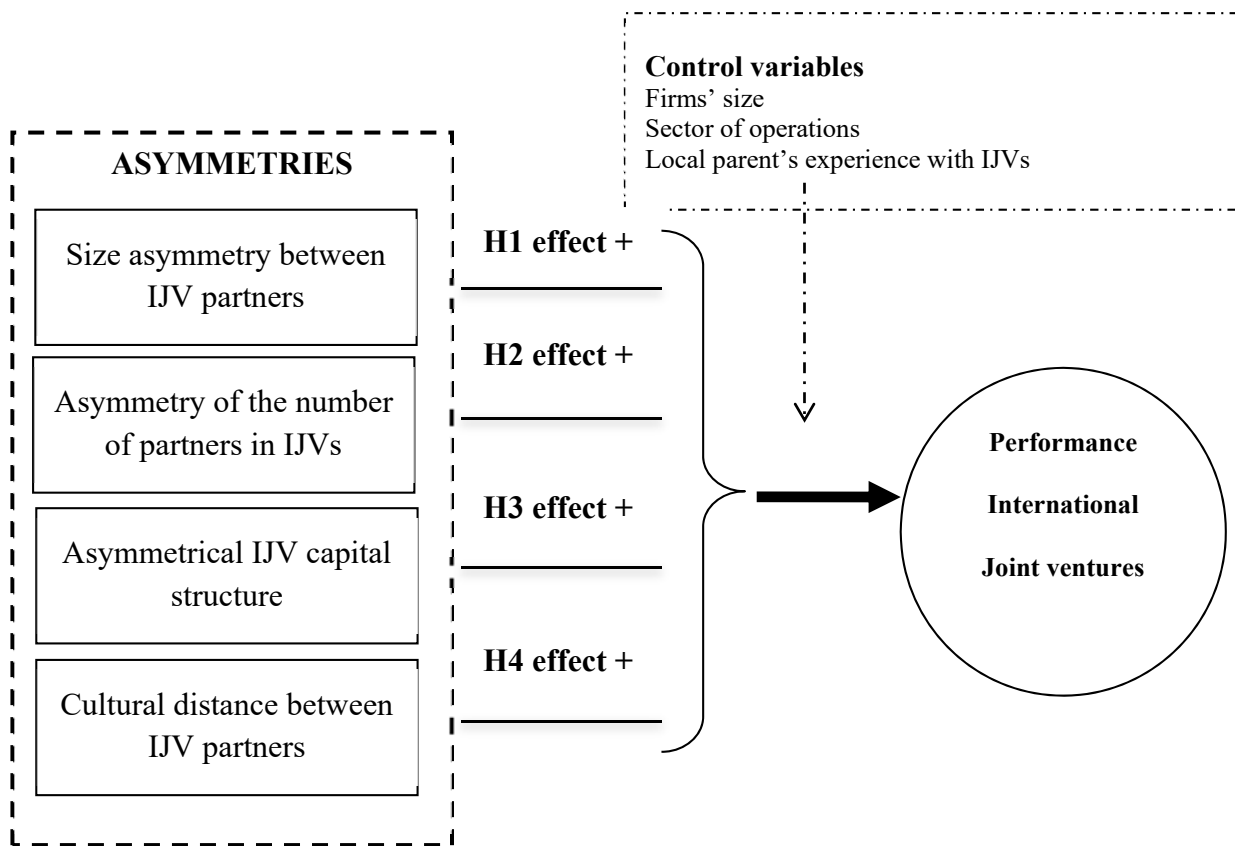 Control variables
Firms’ size
Sector of operations
Local parent’s experience with IJVs
ASYMMETRIES
Size asymmetry between
IJV partners
Asymmetry of the number
of partners in IJVs
Asymmetrical IJV capital
structure
Cultural distance between
IJV partners
H1 effect +
H2 effect +
H3 effect +
H4 effect +
Performance
International
Joint ventures